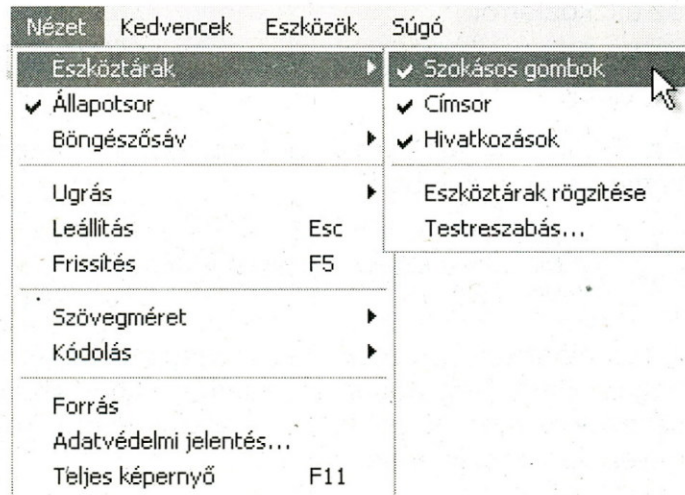 Nézet Kedvencek Eszközök Súgó
Eszköztárak
Állapotsor
Böngészősáv
Ugrás
Leállítás Esc
Frissítés F5
Szövegméret
Kódolás
Forrás
Adatvédelmi jelentés...
Teljes képernyő F11
Szokásos gombok
Címsor
Hivatkozások
Eszköztárak rögzítése
Testreszabás...